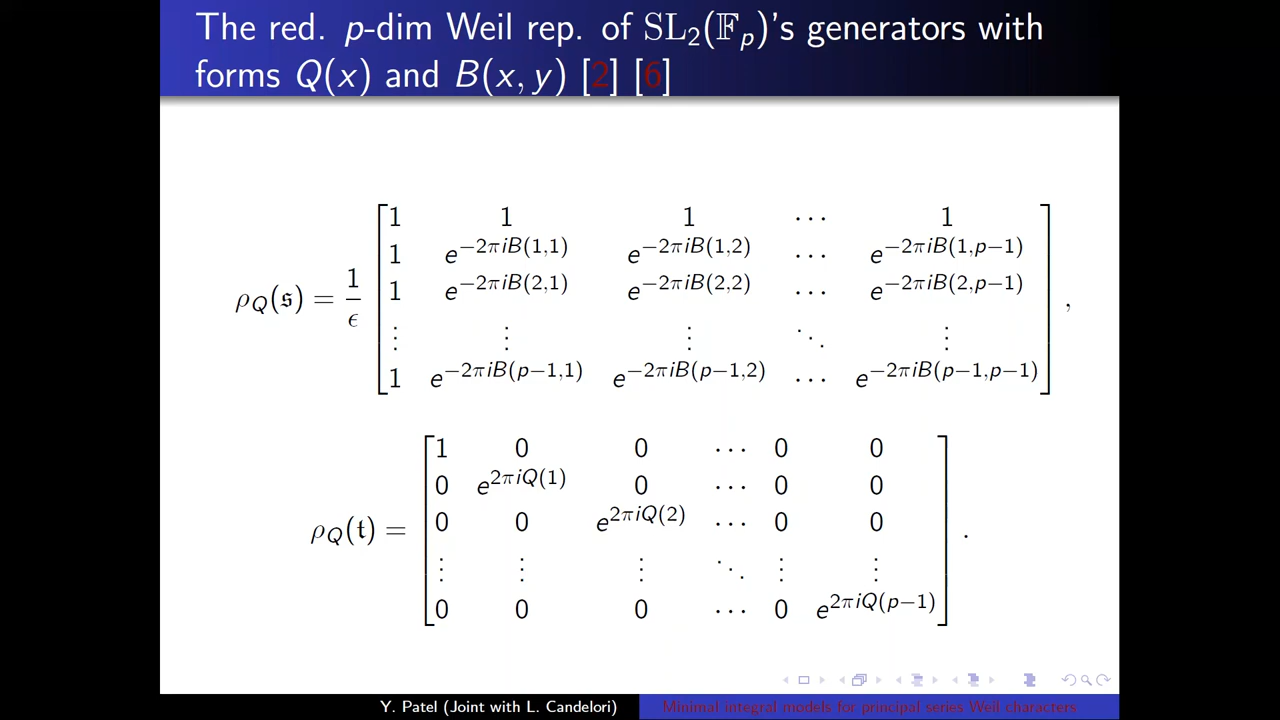 The red. p-dim Weil rep. of SL₂(𝔽ₚ)'s generators with
forms Q(x) and B(x, y) [2] [6]
1 1 1 ⋯ 1
1 e^{−2πiB(1,1)} e^{−2πiB(1,2)} ⋯ e^{−2πiB(1,p−1)}
ρ_Q(𝔰) = 1/ϵ 1 e^{−2πiB(2,1)} e^{−2πiB(2,2)} ⋯ e^{−2πiB(2,p−1)} ,
⋮ ⋮ ⋮ ⋱ ⋮
1 e^{−2πiB(p−1,1)} e^{−2πiB(p−1,2)} ⋯ e^{−2πiB(p−1,p−1)}
1 0 0 ⋯ 0 0
0 e^{2πiQ(1)} 0 ⋯ 0 0
ρ_Q(𝔱) = 0 0 e^{2πiQ(2)} ⋯ 0 0 .
⋮ ⋮ ⋮ ⋱ ⋮ ⋮
0 0 0 ⋯ 0 e^{2πiQ(p−1)}
Y. Patel (Joint with L. Candelori) Minimal integral models for principal series Weil characters